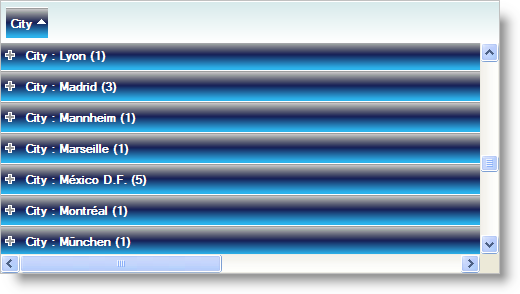 City
City : Lyon (1)
City : Madrid (3)
City : Mannheim (1)
City : Marseille (1)
City : México D.F. (5)
City : Montréal (1)
City : München (1)